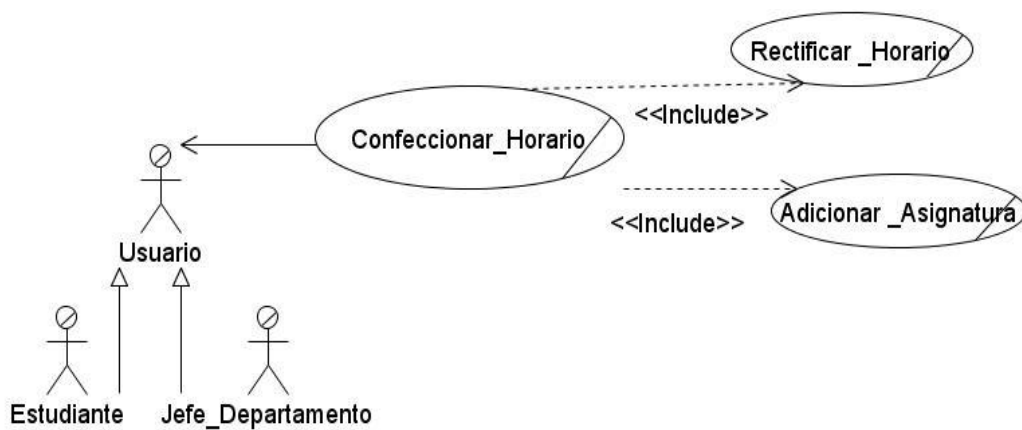 Rectificar _Horario
<<Include>>
Confeccionar_Horario
Adicionar _Asignatura
<<Include>>
Usuario
Estudiante
Jefe_Departamento